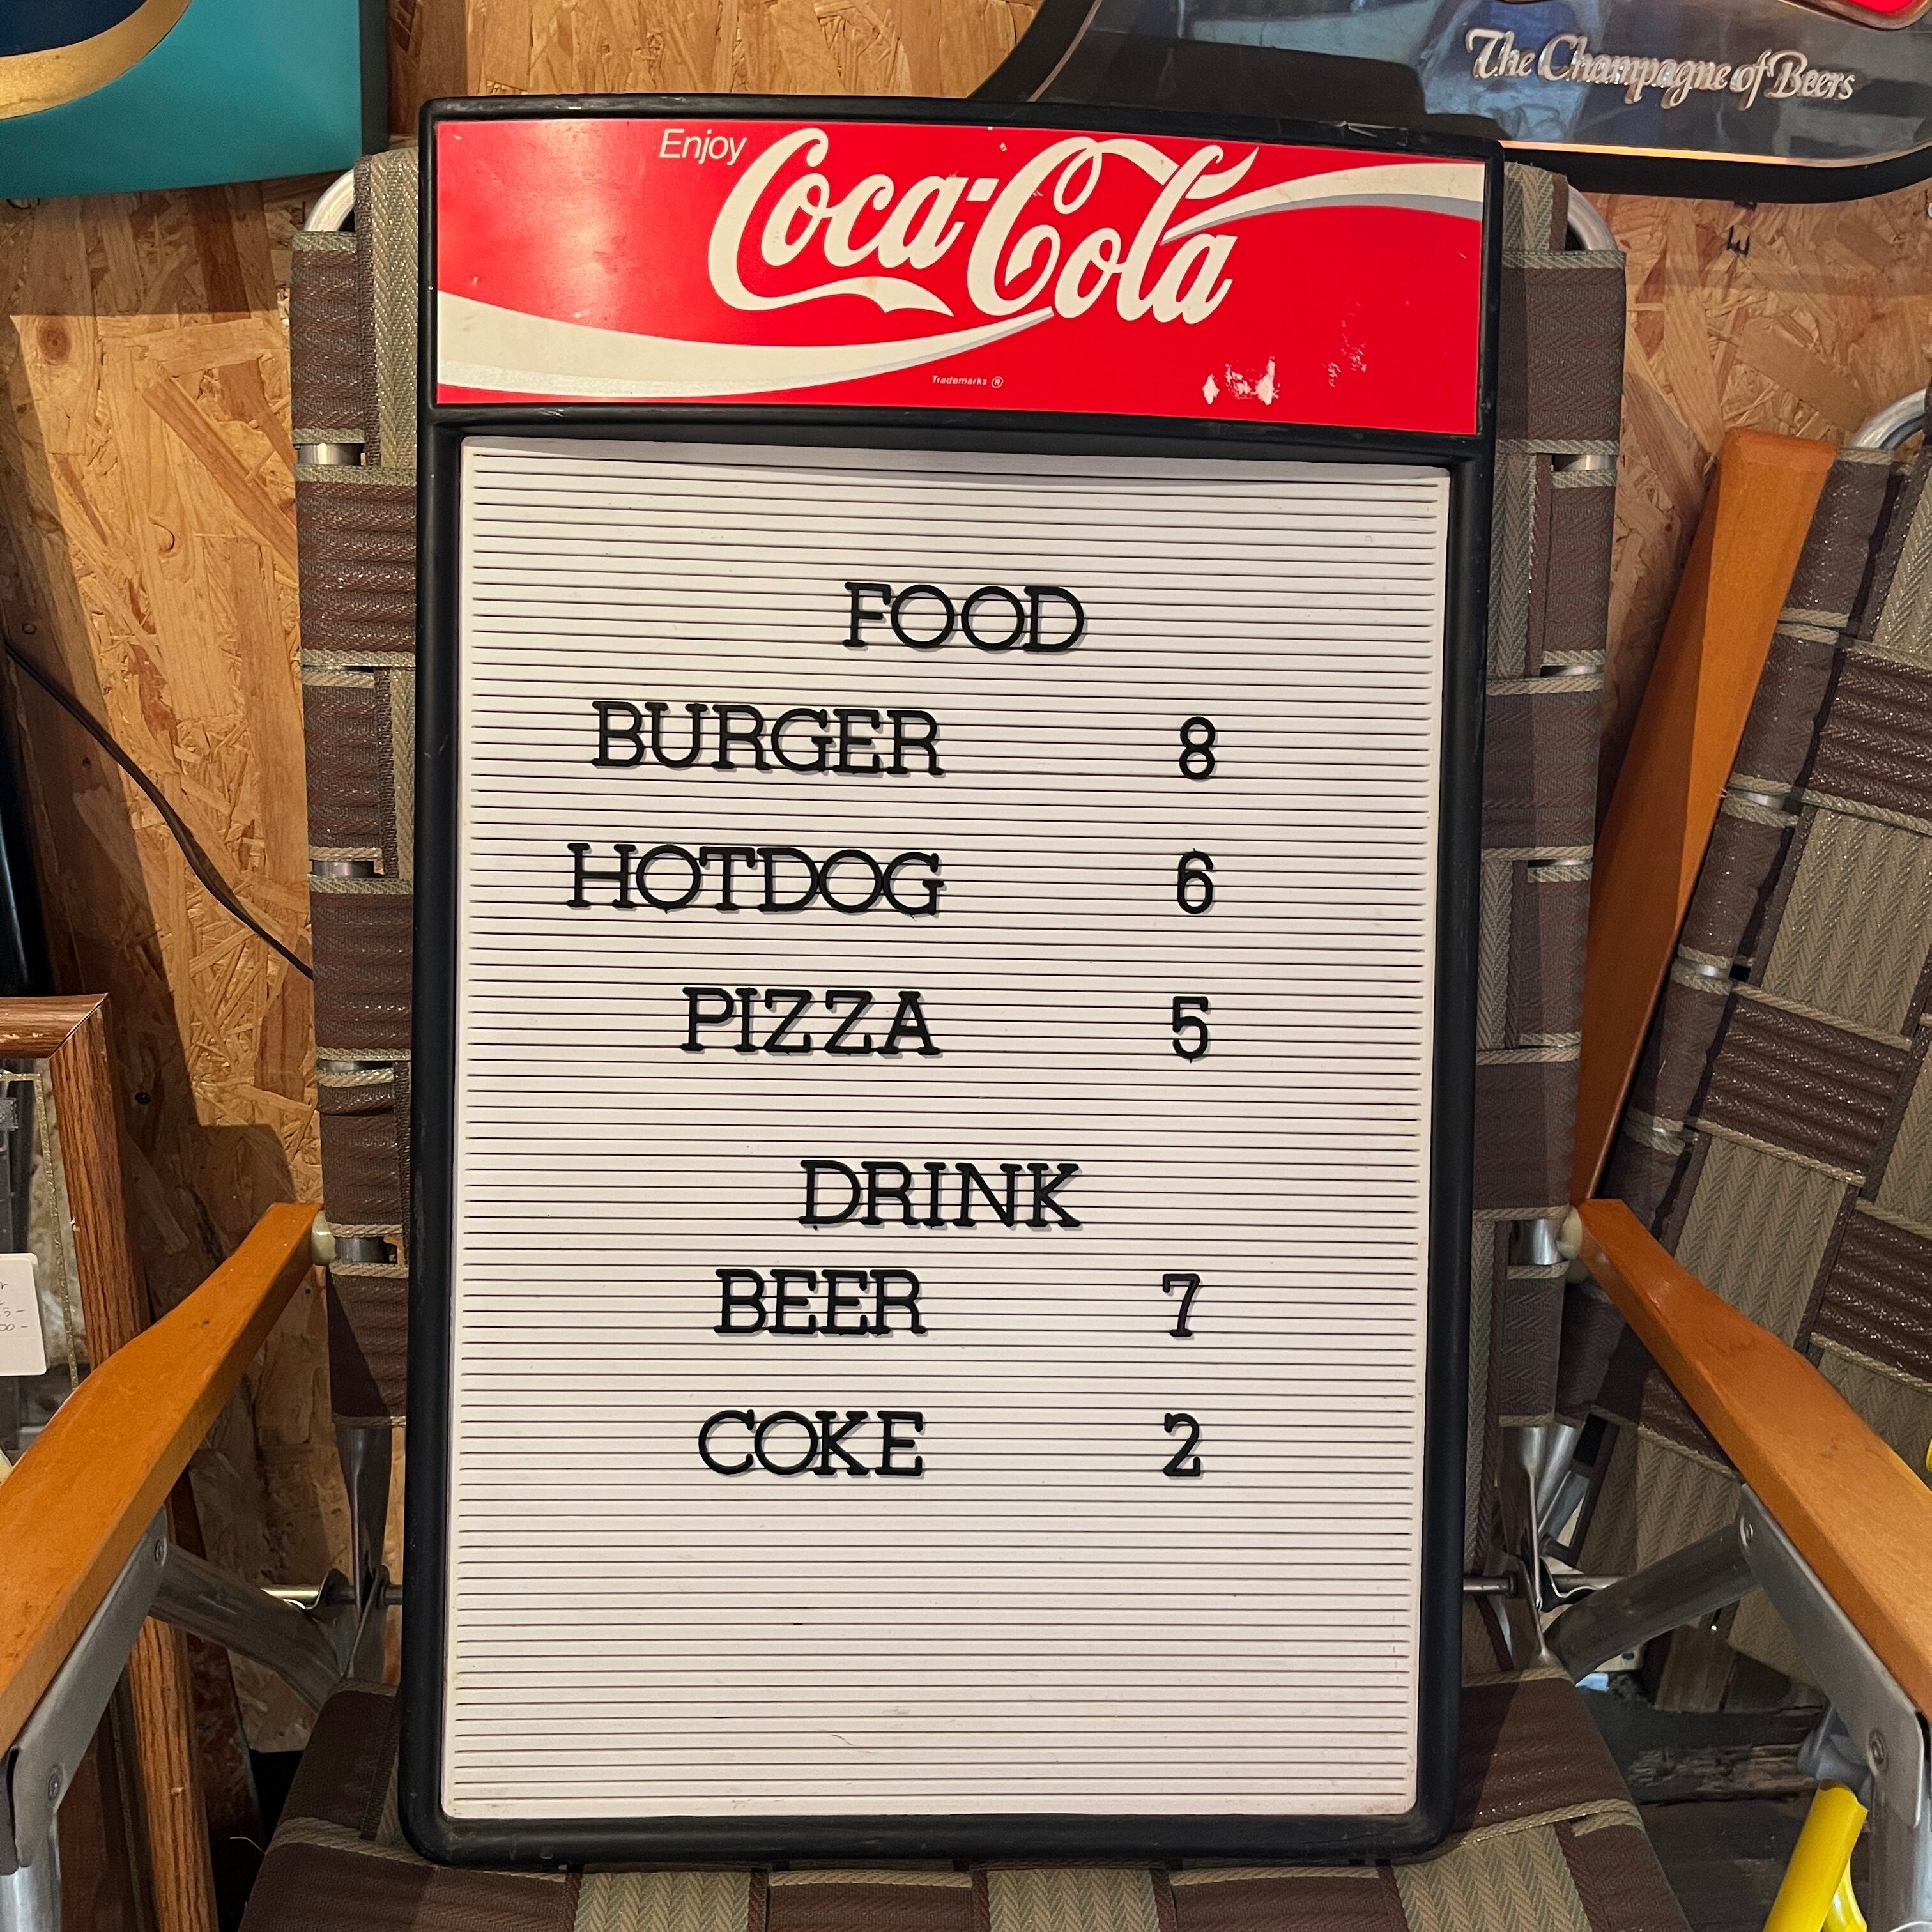 The Champagne of Beers
Enjoy
Coca-Cola
Trademarks ®
FOOD
BURGER 8
HOTDOG 6
PIZZA 5
DRINK
BEER 7
COKE 2